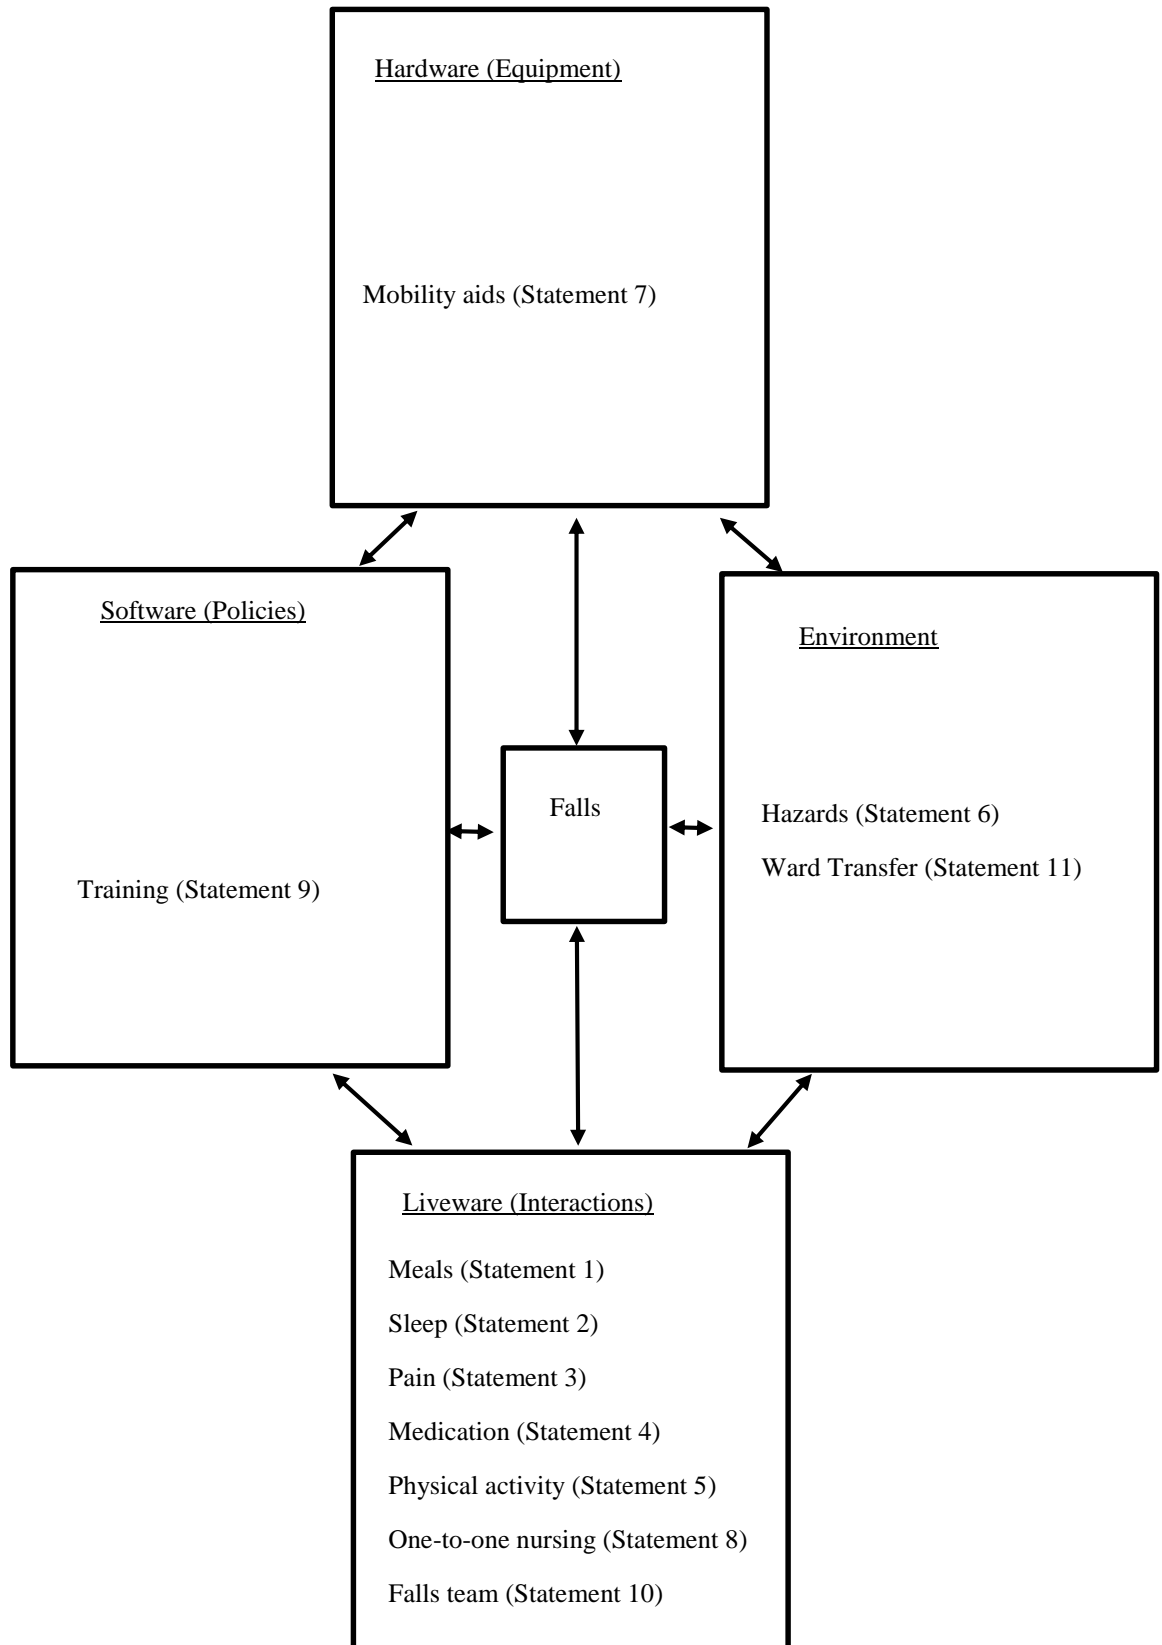 Hardware (Equipment)
Mobility aids (Statement 7)
Software (Policies)
Training (Statement 9)
Falls
Environment
Hazards (Statement 6)
Ward Transfer (Statement 11)
Liveware (Interactions)
Meals (Statement 1)
Sleep (Statement 2)
Pain (Statement 3)
Medication (Statement 4)
Physical activity (Statement 5)
One-to-one nursing (Statement 8)
Falls team (Statement 10)